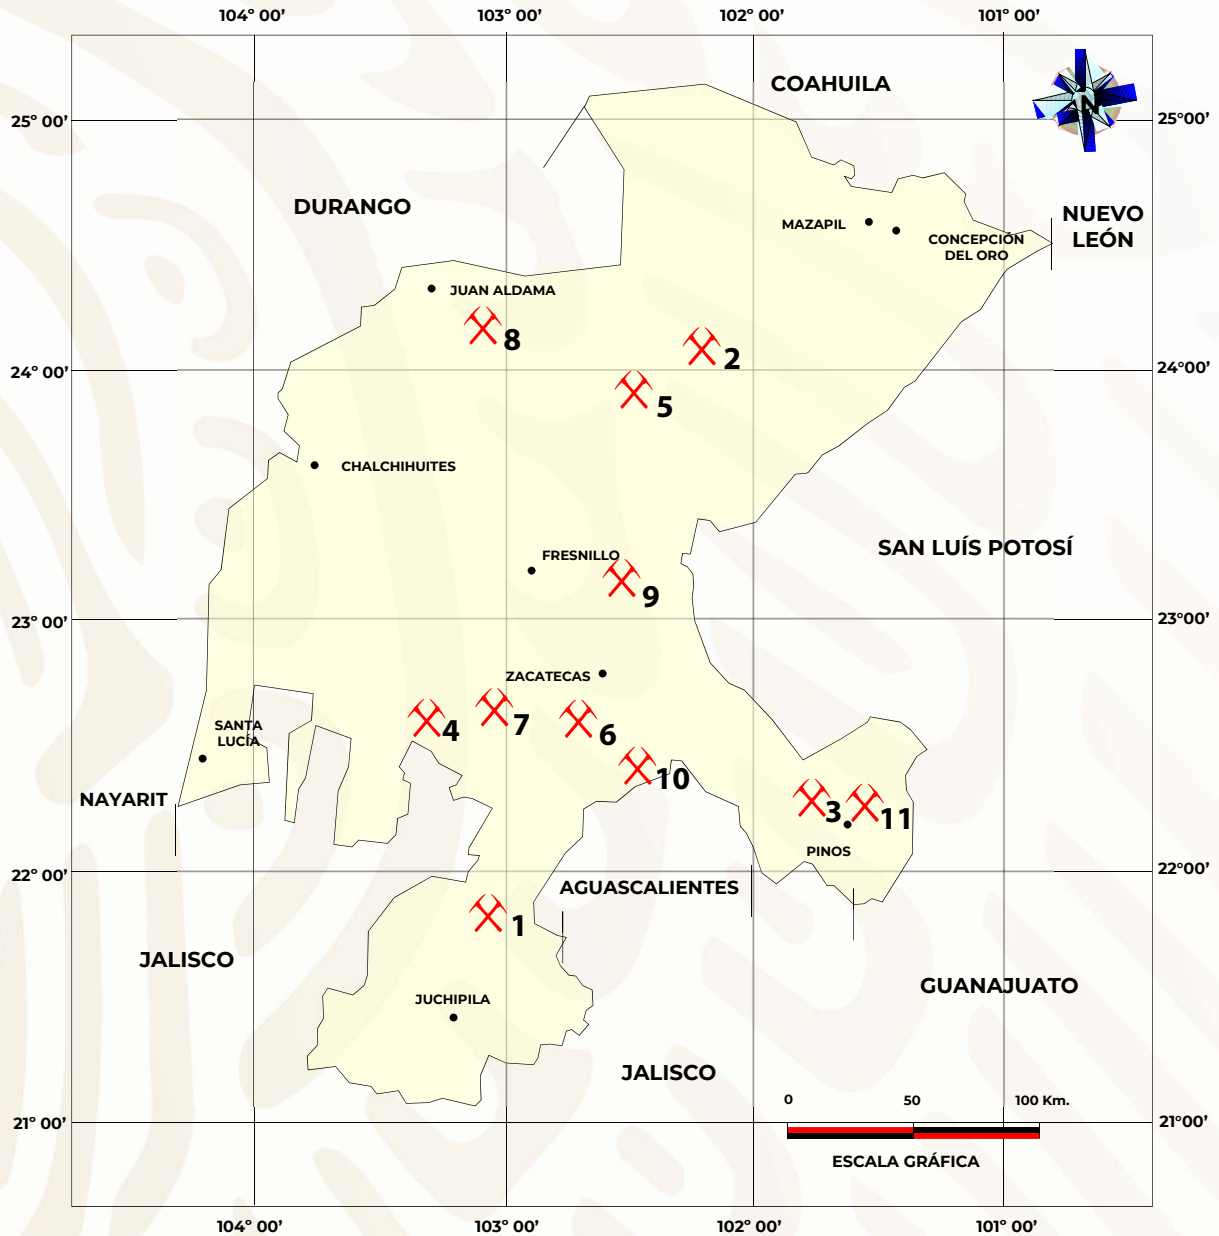 104° 00’ 103° 00’ 102° 00’ 101° 00’
COAHUILA
N
25° 00’ 25°00’
DURANGO
NUEVO
LEÓN
MAZAPIL
CONCEPCIÓN
DEL ORO
JUAN ALDAMA
8
2
24° 00’ 24°00’
5
CHALCHIHUITES
SAN LUÍS POTOSÍ
FRESNILLO
9
23° 00’ 23°00’
ZACATECAS
SANTA
LUCÍA
4
7
6
10
NAYARIT
3
11
PINOS
22° 00’ 22°00’
AGUASCALIENTES
1
JALISCO
GUANAJUATO
JUCHIPILA
JALISCO
0 50 100 Km.
21° 00’ 21°00’
ESCALA GRÁFICA
104° 00’ 103° 00’ 102° 00’ 101° 00’